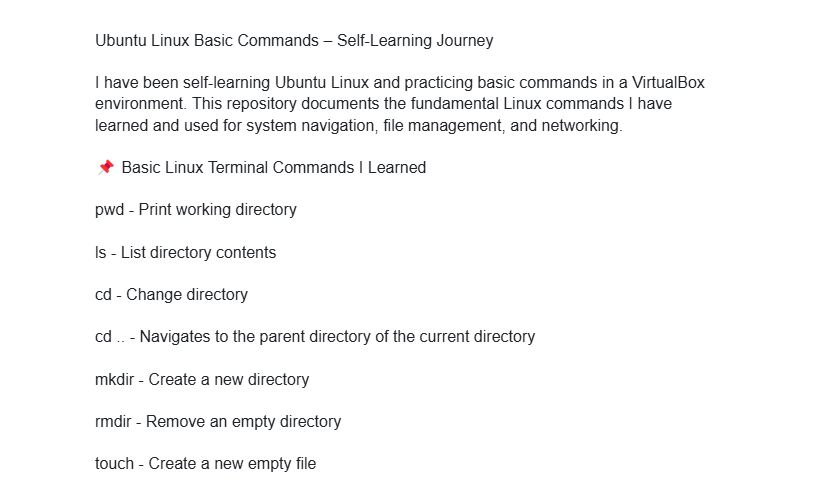 Ubuntu Linux Basic Commands – Self-Learning Journey
I have been self-learning Ubuntu Linux and practicing basic commands in a VirtualBox
environment. This repository documents the fundamental Linux commands I have
learned and used for system navigation, file management, and networking.
📌 Basic Linux Terminal Commands I Learned
pwd - Print working directory
ls - List directory contents
cd - Change directory
cd .. - Navigates to the parent directory of the current directory
mkdir - Create a new directory
rmdir - Remove an empty directory
touch - Create a new empty file